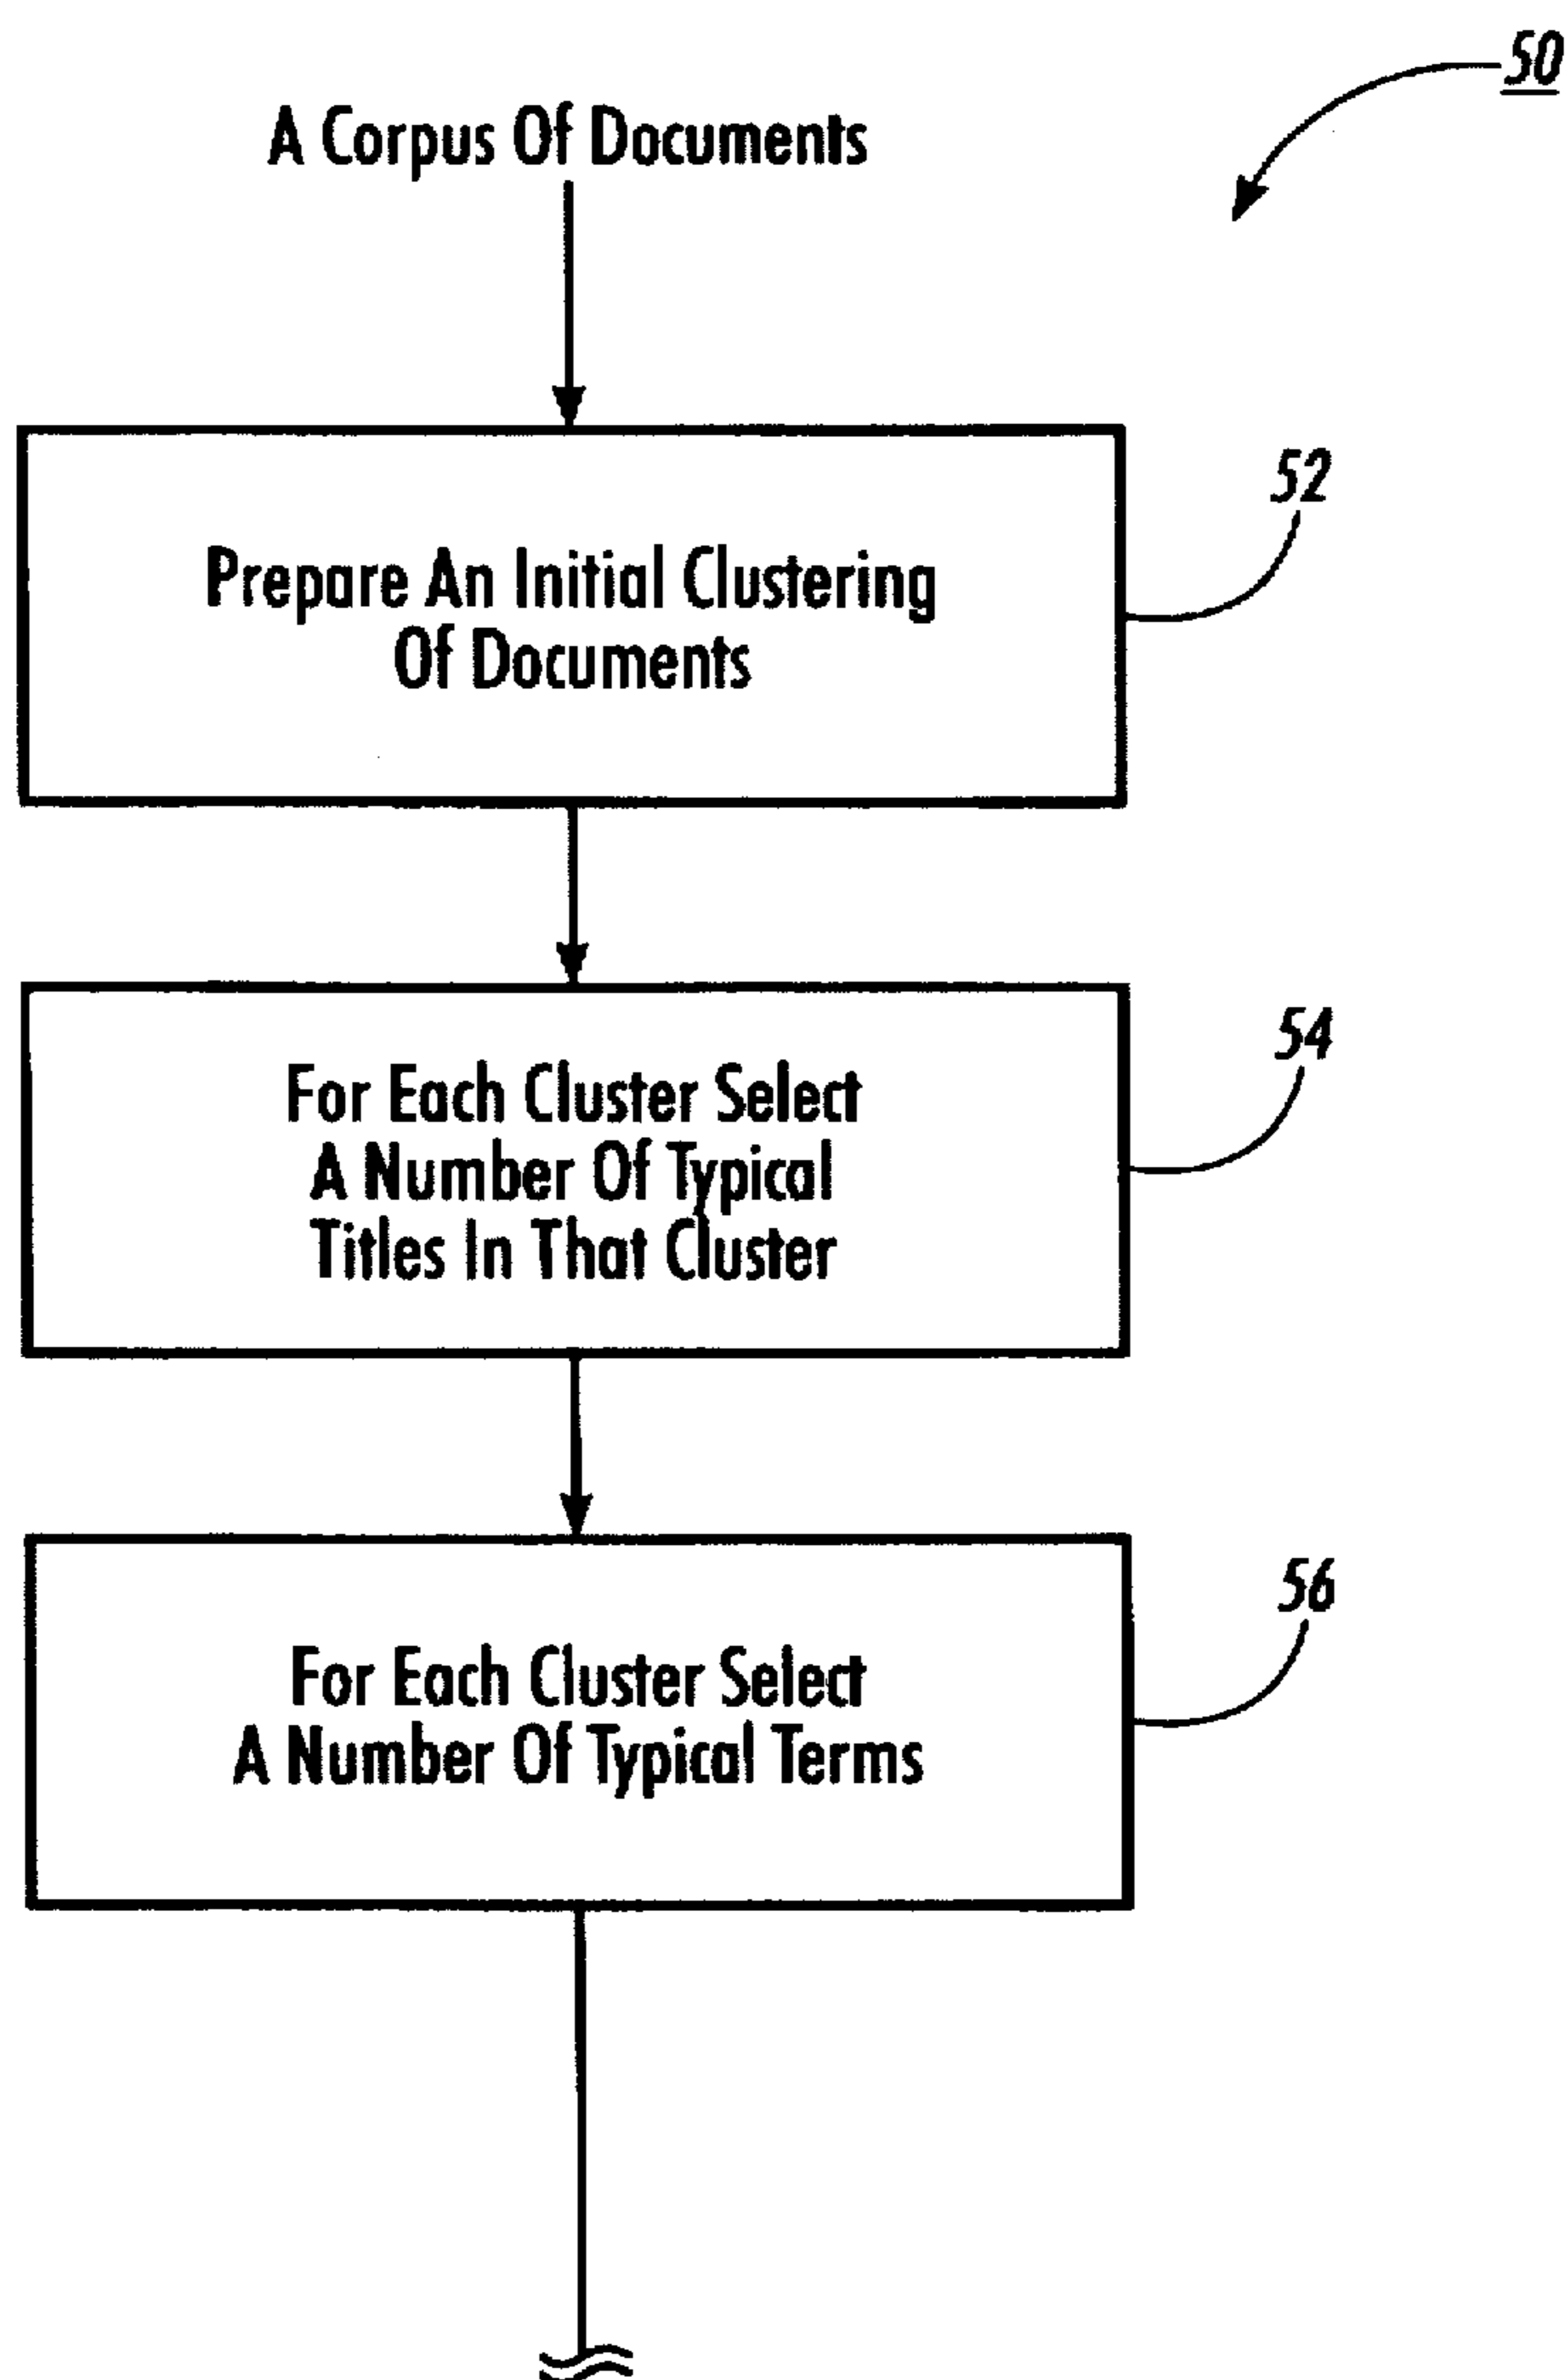 50
A Corpus Of Documents
52
Prepare An Initial Clustering
Of Documents
54
For Each Cluster Select
A Number Of Typical
Titles In That Cluster
56
For Each Cluster Select
A Number Of Typical Terms